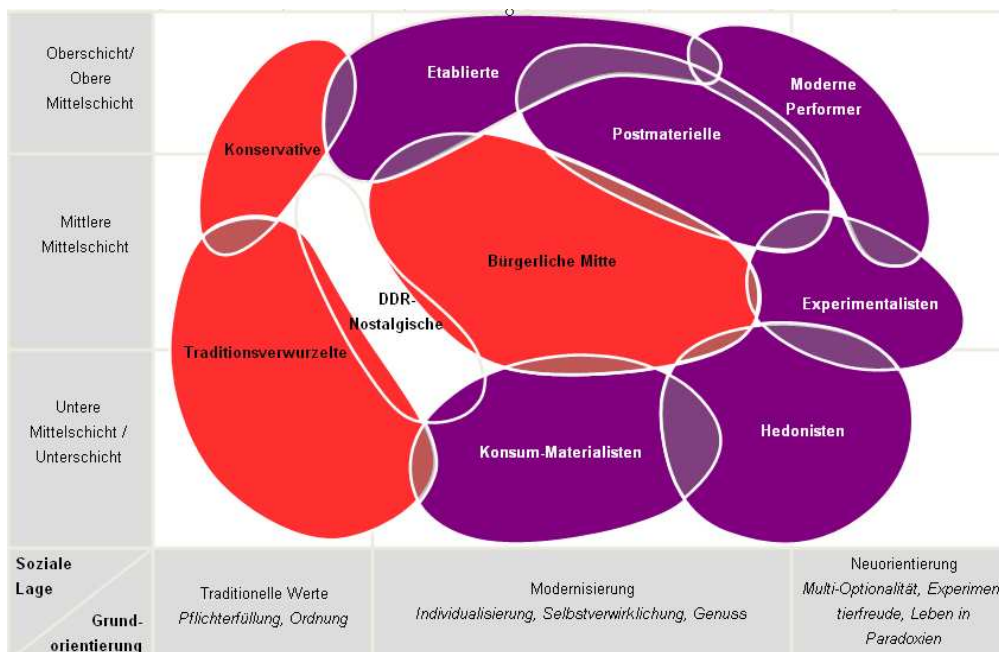 Oberschicht/
Obere
Mittelschicht
Mittlere
Mittelschicht
Untere
Mittelschicht /
Unterschicht
Etablierte
Moderne
Performer
Postmaterielle
Konservative
Bürgerliche Mitte
DDR-
Nostalgische
Experimentalisten
Traditionsverwurzelte
Konsum-Materialisten
Hedonisten
Soziale
Lage
Grund-
orientierung
Traditionelle Werte
Pflichterfüllung, Ordnung
Modernisierung
Individualisierung, Selbstverwirklichung, Genuss
Neuorientierung
Multi-Optionalität, Experimen
tierfreude, Leben in
Paradoxien